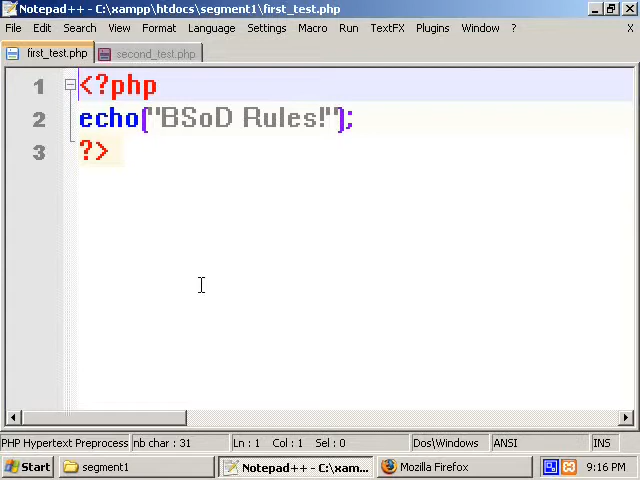 Notepad++ - C:\xampp\htdocs\segment1\first_test.php
File Edit Search View Format Language Settings Macro Run TextFX Plugins Window ? X
first_test.php second_test.php
1 <?php
2 echo("BSoD Rules!");
3 ?>
PHP Hypertext Preprocess nb char : 31 Ln : 1 Col : 1 Sel : 0 Dos\Windows ANSI INS
Start segment1 Notepad++ - C:\xam... Mozilla Firefox 9:16 PM